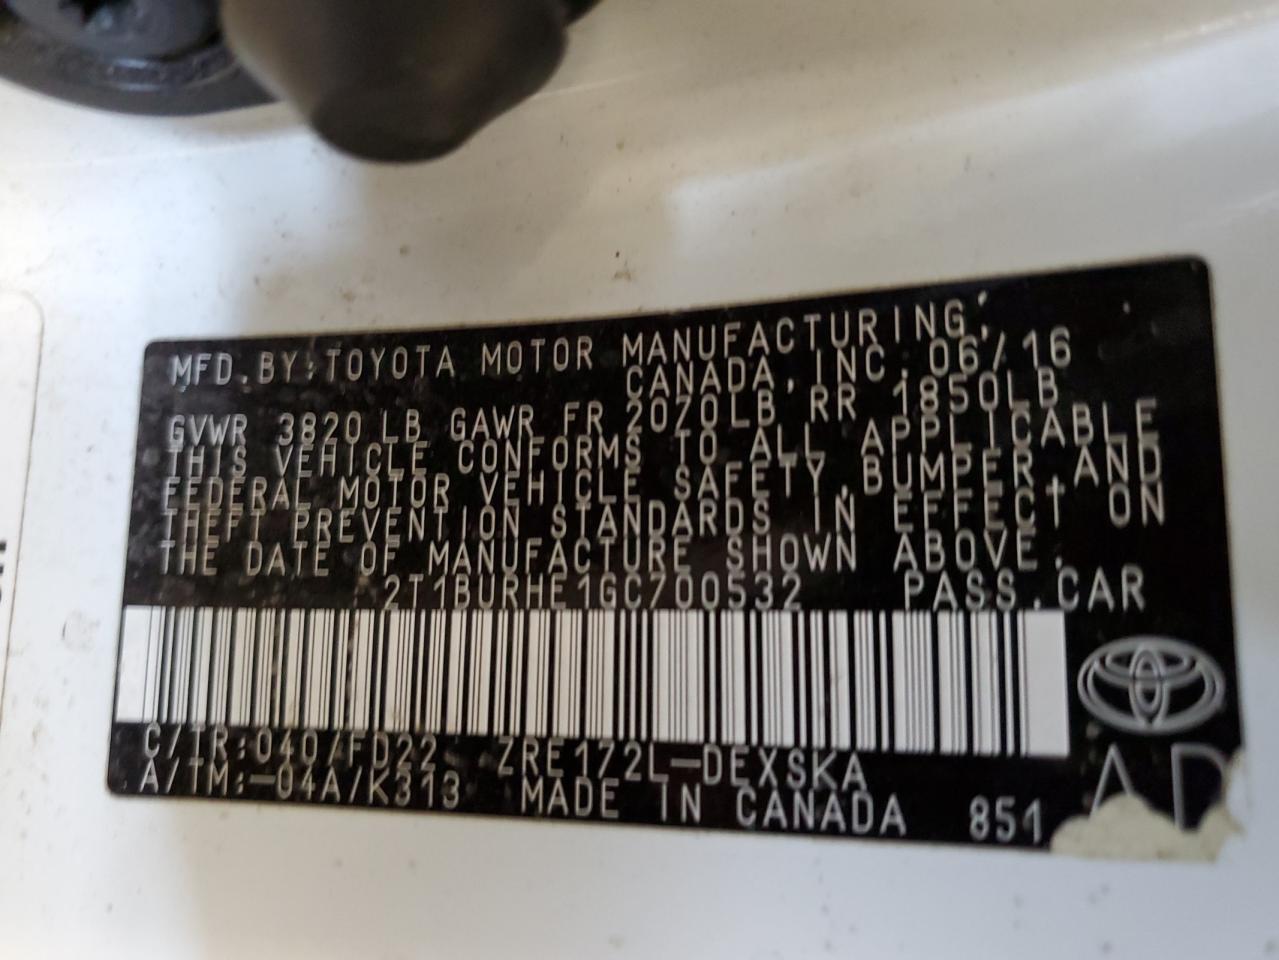 MFD.BY:TOYOTA MOTOR MANUFACTURING,
CANADA, INC. 06/16
GVWR 3820 LB GAWR FR 2070LB RR 1850LB
THIS VEHICLE CONFORMS TO ALL APPLICABLE
FEDERAL MOTOR VEHICLE SAFETY,BUMPER,AND
THEFT PREVENTION STANDARDS IN EFFECT ON
THE DATE OF MANUFACTURE SHOWN ABOVE.
2T1BURHE1GC700532 PASS.CAR
C/TR:040/FD22 ZRE172L-DEXSKA
A/TM:-04A/K313 MADE IN CANADA 851